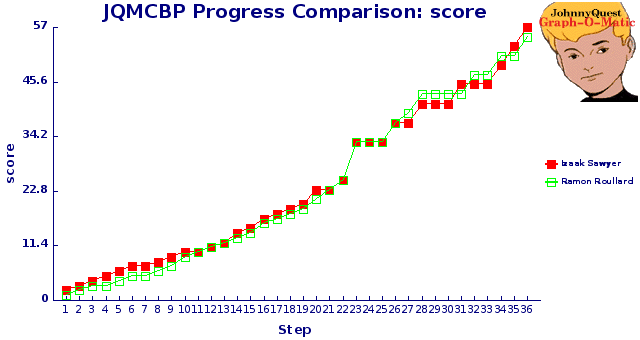 JQMCBP Progress Comparison: score
JohnnyQuest
Graph-O-Matic
57
45.6
34.2
22.8
11.4
0
score
1 2 3 4 5 6 7 8 9 10 11 12 13 14 15 16 17 18 19 20 21 22 23 24 25 26 27 28 29 30 31 32 33 34 35 36
Step
Izaak Sawyer
Ramon Roullard